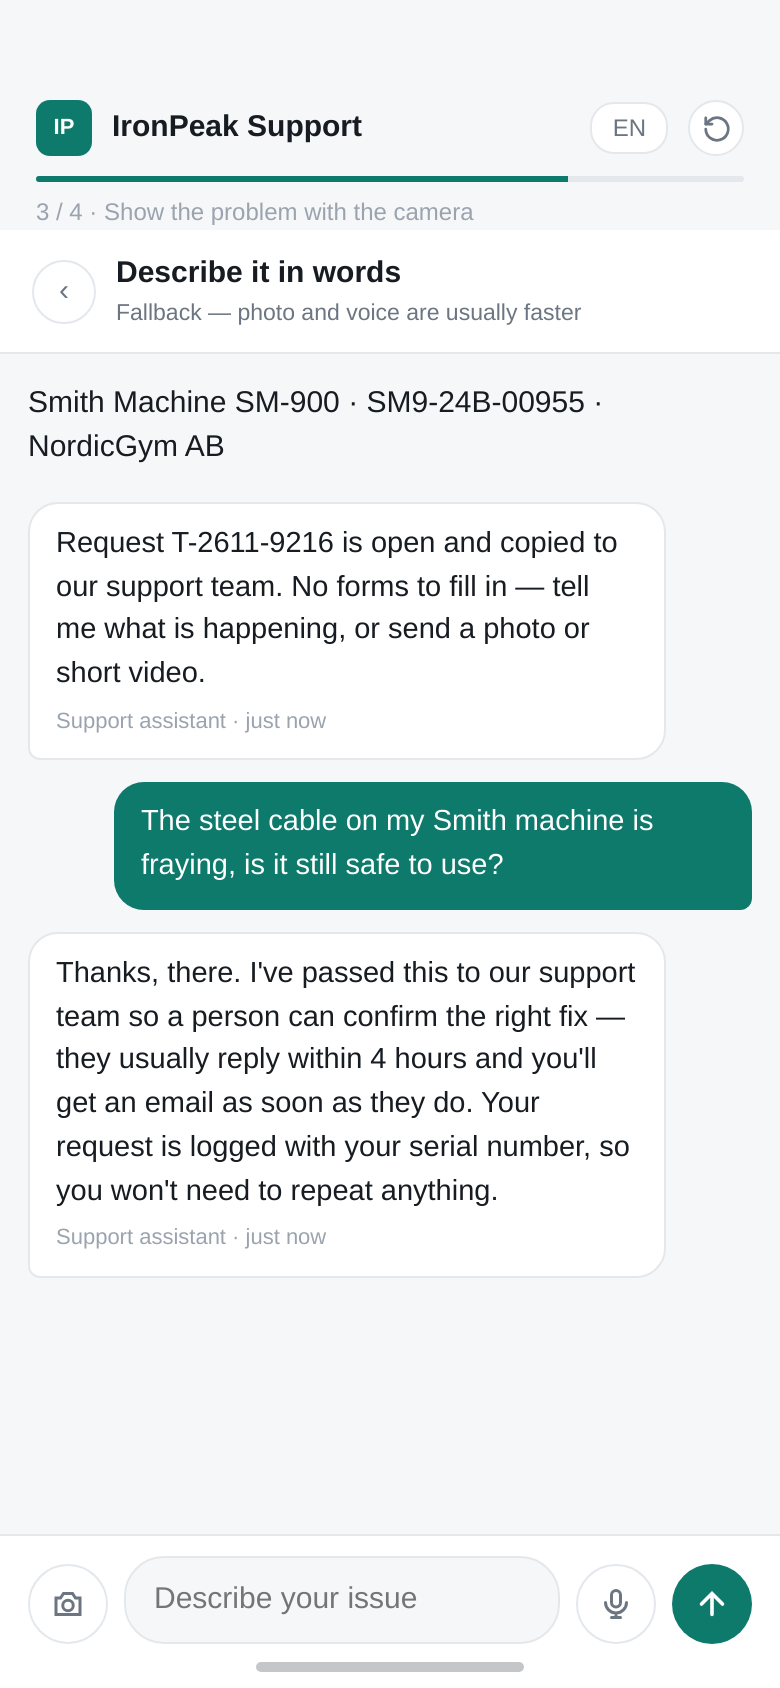 IP
IronPeak Support
EN
3 / 4 · Show the problem with the camera
‹
Describe it in words
Fallback — photo and voice are usually faster
Smith Machine SM-900 · SM9-24B-00955 ·
NordicGym AB
Request T-2611-9216 is open and copied to
our support team. No forms to fill in — tell
me what is happening, or send a photo or
short video.
Support assistant · just now
The steel cable on my Smith machine is
fraying, is it still safe to use?
Thanks, there. I've passed this to our support
team so a person can confirm the right fix —
they usually reply within 4 hours and you'll
get an email as soon as they do. Your
request is logged with your serial number, so
you won't need to repeat anything.
Support assistant · just now
Describe your issue